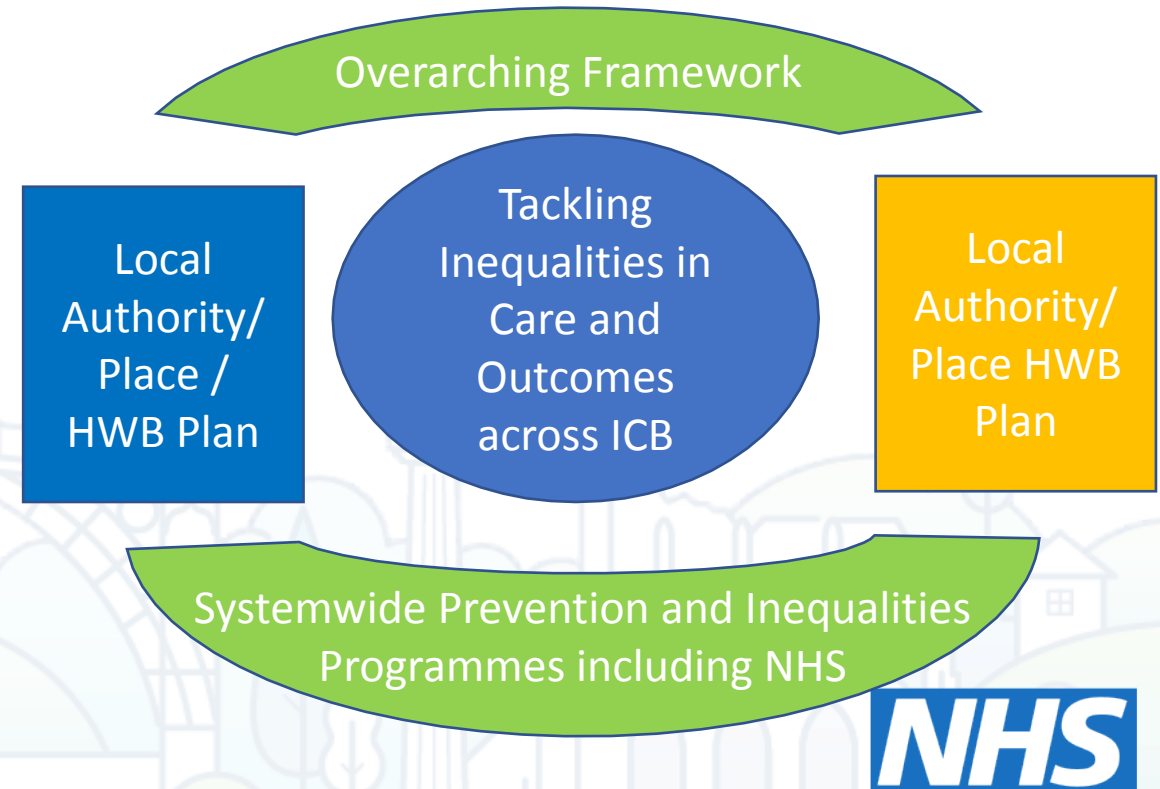 Overarching Framework
Local
Authority/
Place /
HWB Plan
Tackling
Inequalities in
Care and
Outcomes
across ICB
Local
Authority/
Place HWB
Plan
Systemwide Prevention and Inequalities
Programmes including NHS
NHS